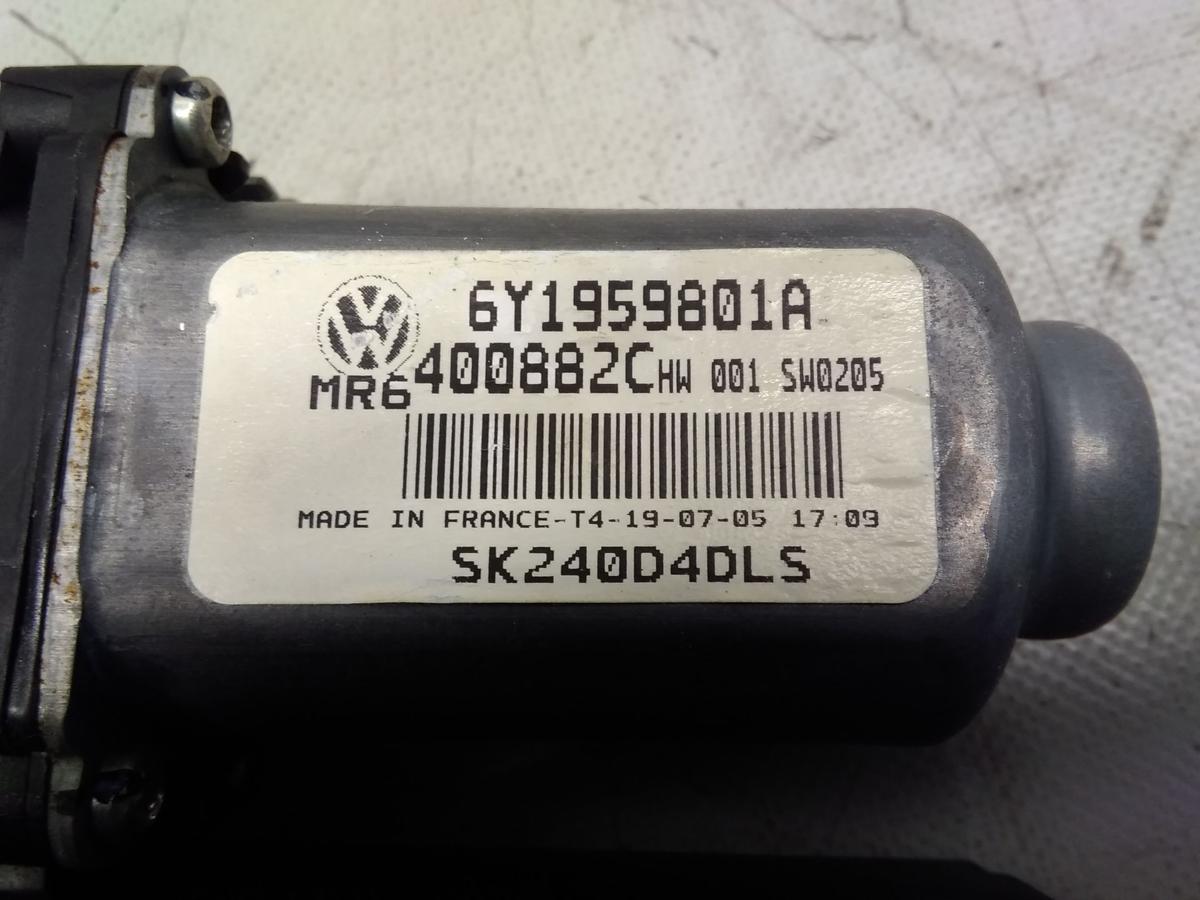 6Y1959801A
MR6 400882C HW 001 SW0205
MADE IN FRANCE-T4-19-07-05 17:09
SK240D4DLS